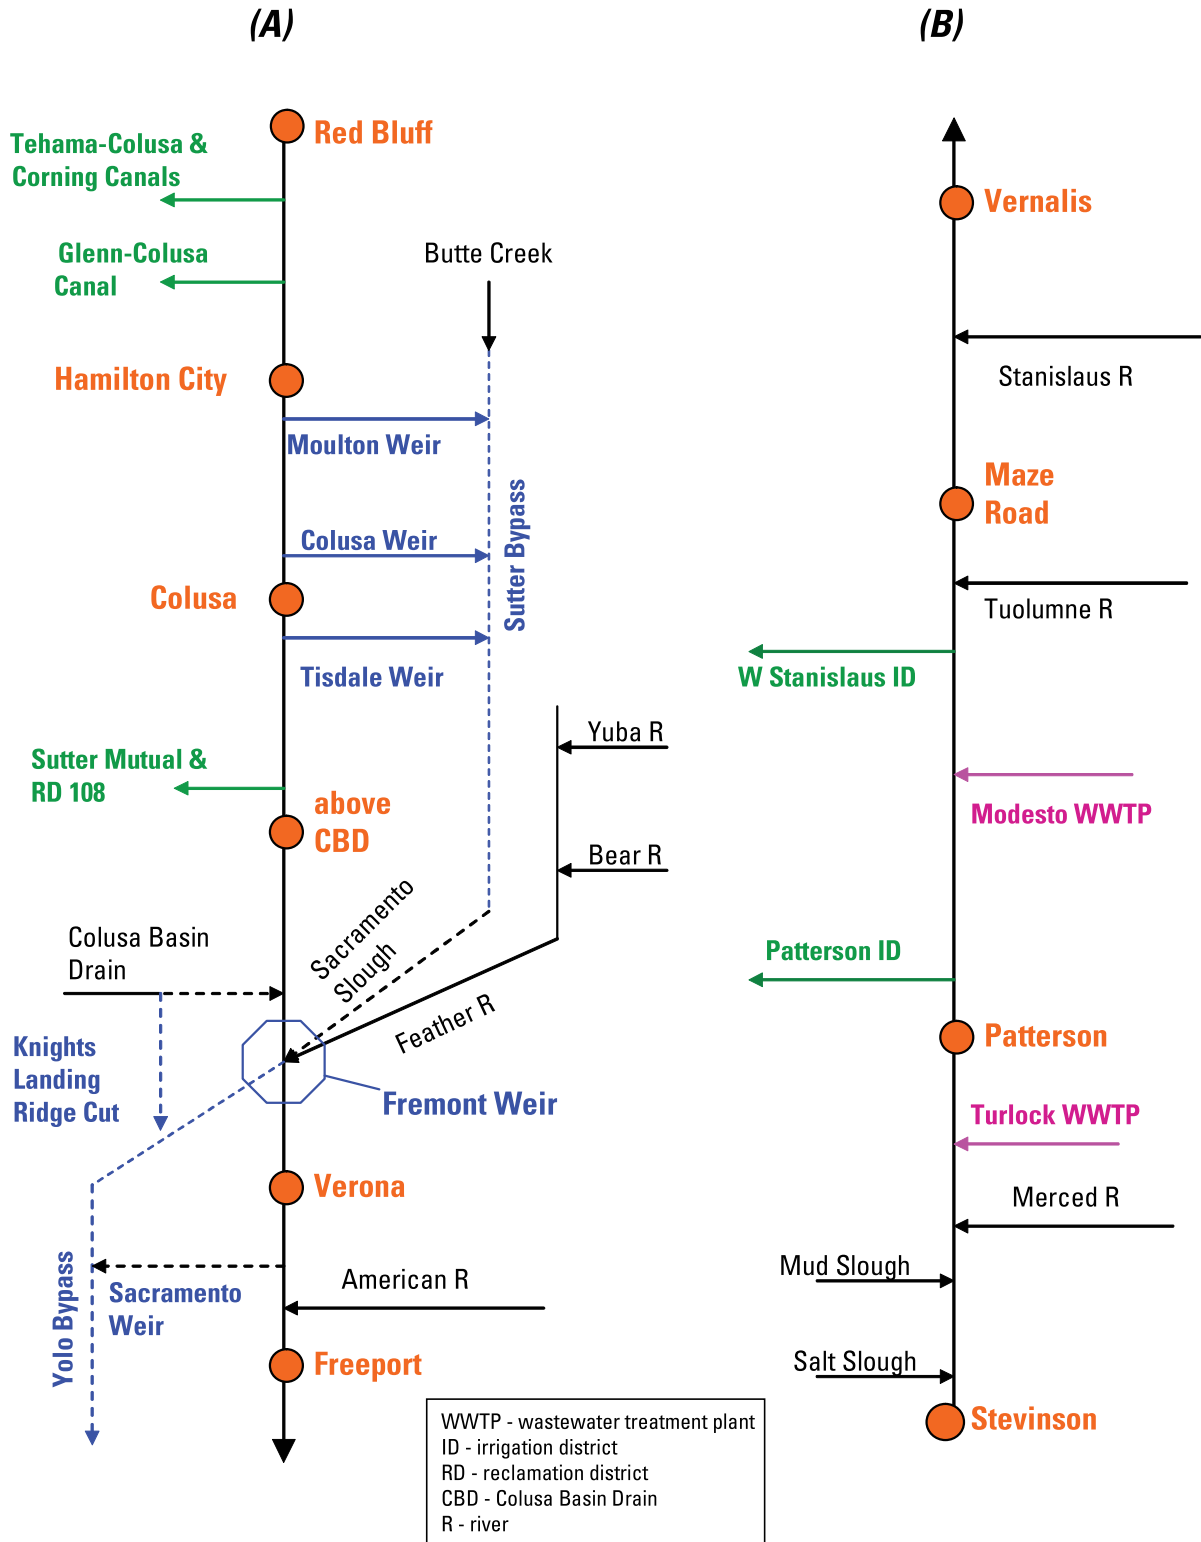 (A)
Red Bluff
Tehama-Colusa &
Corning Canals
Glenn-Colusa
Canal
Butte Creek
Hamilton City
Moulton Weir
Colusa Weir
Sutter Bypass
Colusa
Tisdale Weir
Yuba R
Sutter Mutual &
RD 108
above
CBD
Bear R
Sacramento
Slough
Colusa Basin
Drain
Feather R
Knights
Landing
Ridge Cut
Fremont Weir
Verona
Yolo Bypass
Sacramento
Weir
American R
Freeport
(B)
Vernalis
Stanislaus R
Maze
Road
Tuolumne R
W Stanislaus ID
Modesto WWTP
Patterson ID
Patterson
Turlock WWTP
Merced R
Mud Slough
Salt Slough
Stevinson
WWTP - wastewater treatment plant
ID - irrigation district
RD - reclamation district
CBD - Colusa Basin Drain
R - river